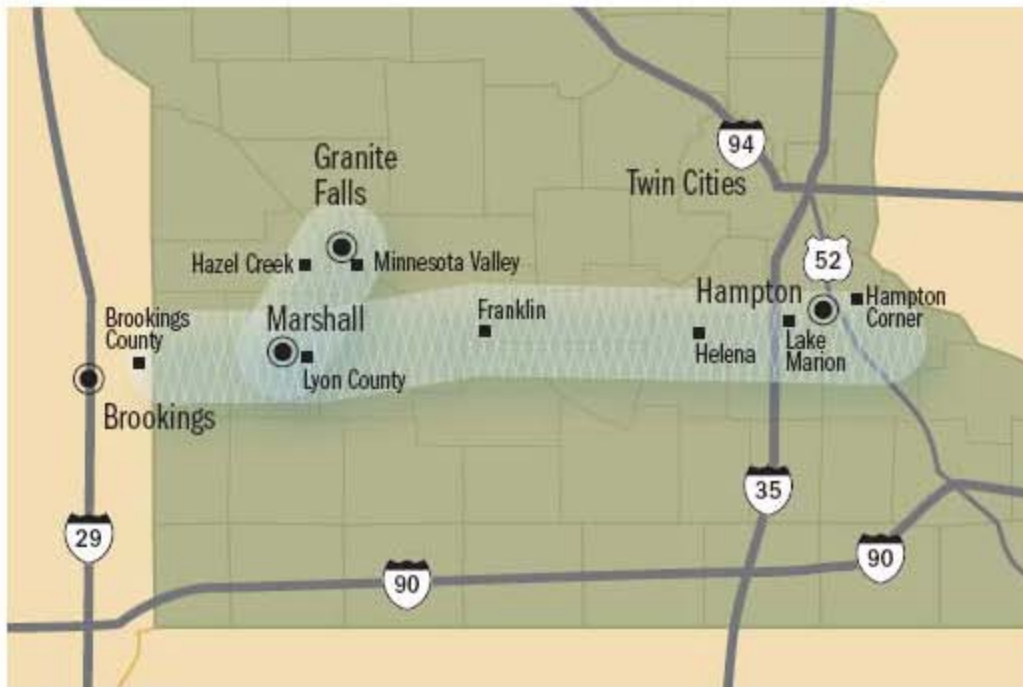 94
Granite
Falls
Twin Cities
52
Hazel Creek
Minnesota Valley
Hampton
Hampton
Corner
Brookings
County
Marshall
Franklin
Lake
Marion
Helena
Lyon County
Brookings
35
29
90
90